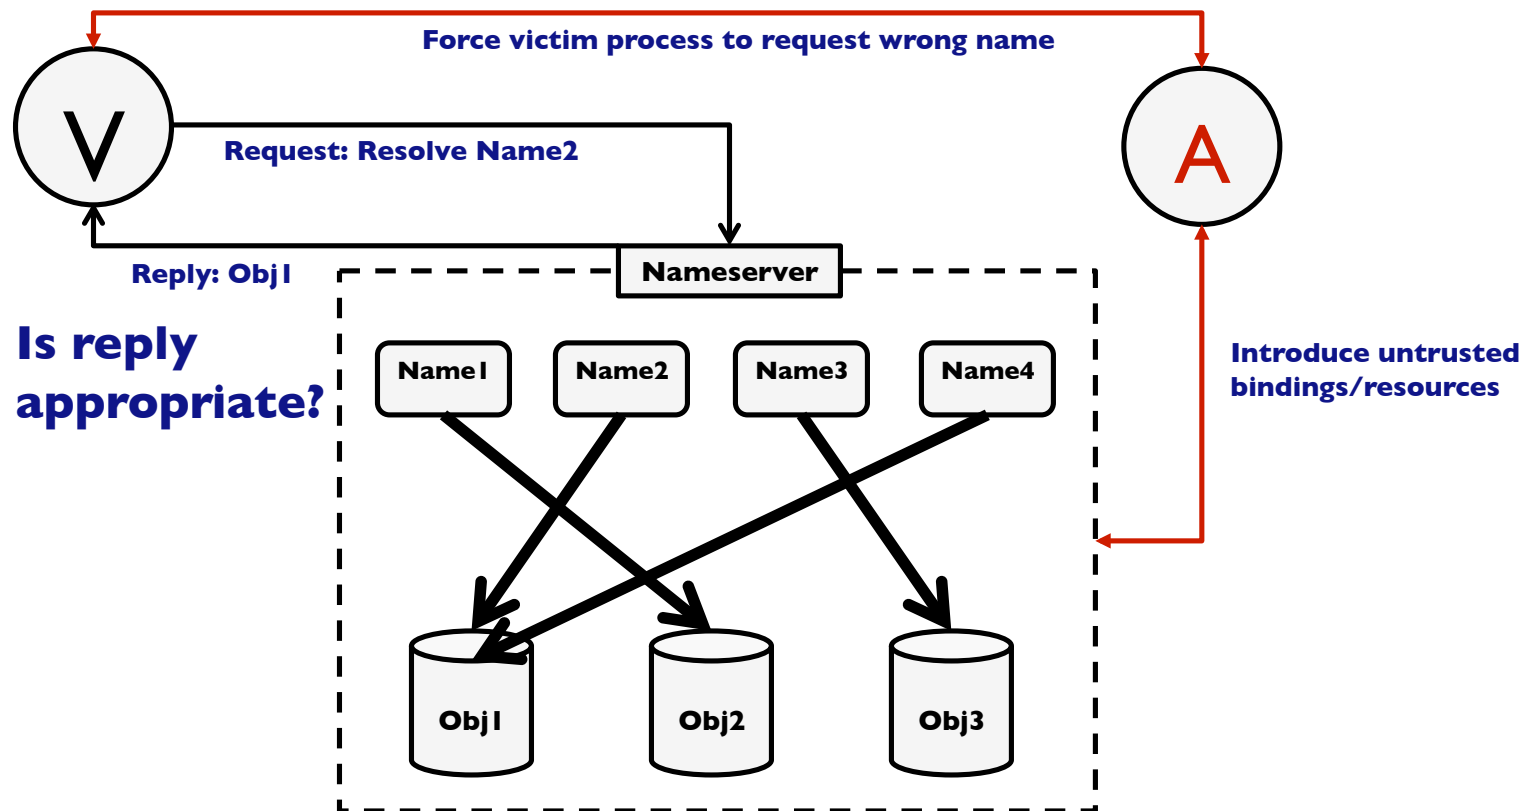 Force victim process to request wrong name
V
A
Request: Resolve Name2
Reply: Obj1
Nameserver
Is reply
appropriate?
Name1
Name2
Name3
Name4
Introduce untrusted
bindings/resources
Obj1
Obj2
Obj3